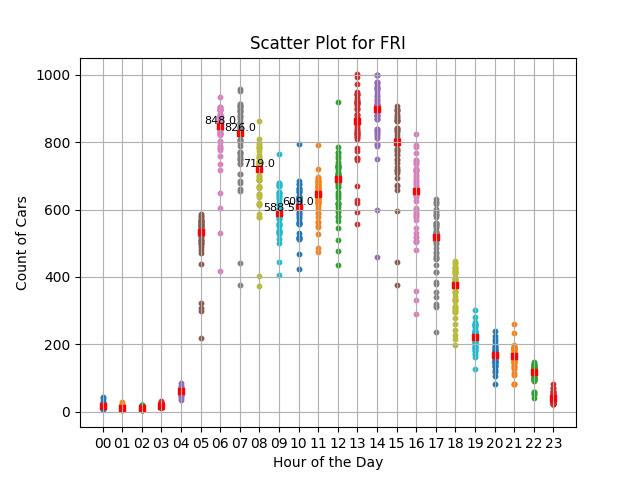 Scatter Plot for FRI
Count of Cars
1000
800
600
400
200
0
848.0
826.0
719.0
588.5
609.0
00 01 02 03 04 05 06 07 08 09 10 11 12 13 14 15 16 17 18 19 20 21 22 23
Hour of the Day